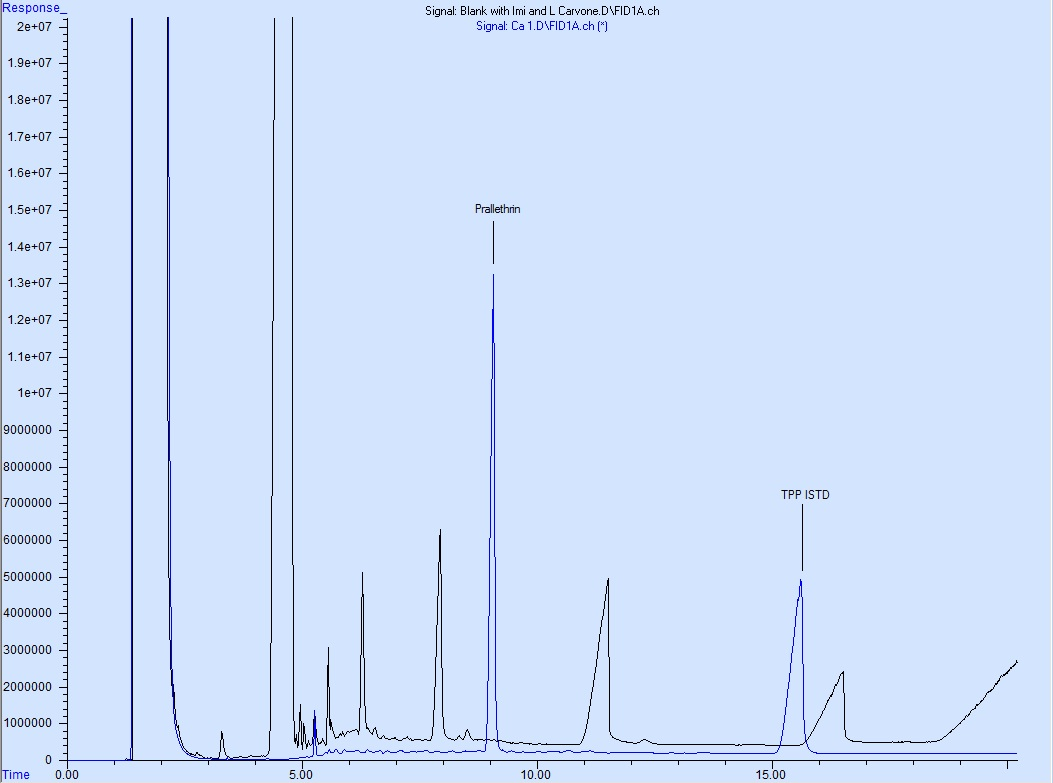 Response_
Signal: Blank with Imi and L Carvone.D\FID1A.ch
Signal: Ca 1.D\FID1A.ch (*)
2e+07
1.9e+07
1.8e+07
1.7e+07
1.6e+07
1.5e+07
Prallethrin
1.4e+07
1.3e+07
1.2e+07
1.1e+07
1e+07
9000000
8000000
7000000
TPP ISTD
6000000
5000000
4000000
3000000
2000000
1000000
0
Time 0.00 5.00 10.00 15.00